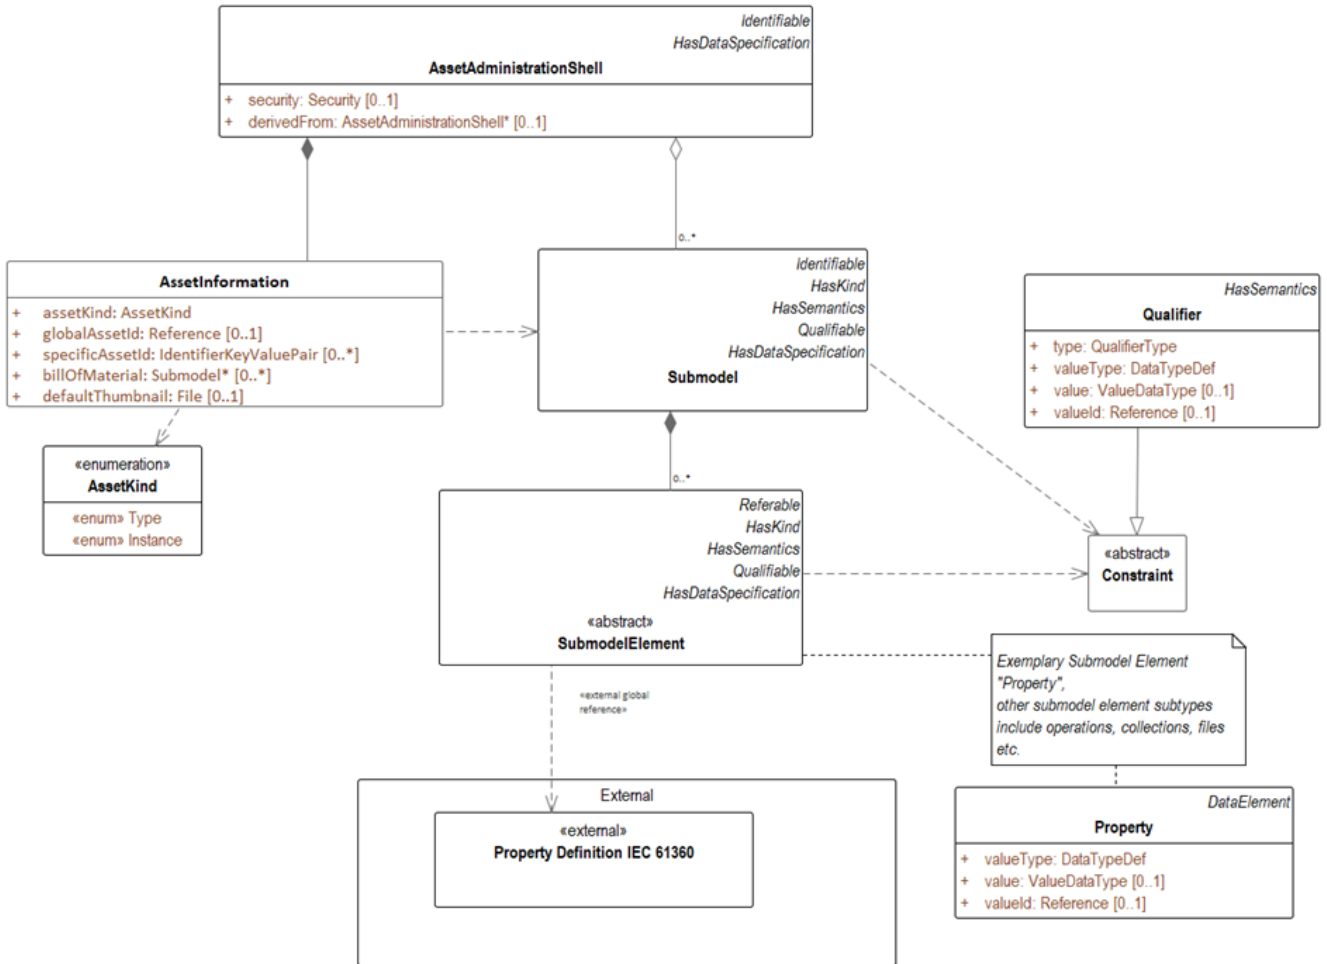 Identifiable
HasDataSpecification
AssetAdministrationShell
+ security: Security [0..1]
+ derivedFrom: AssetAdministrationShell* [0..1]
0..*
AssetInformation
+ assetKind: AssetKind
+ globalAssetId: Reference [0..1]
+ specificAssetId: IdentifierKeyValuePair [0..*]
+ billOfMaterial: Submodel* [0..*]
+ defaultThumbnail: File [0..1]
Identifiable
HasKind
HasSemantics
Qualifiable
HasDataSpecification
Submodel
HasSemantics
Qualifier
+ type: QualifierType
+ valueType: DataTypeDef
+ value: ValueDataType [0..1]
+ valueId: Reference [0..1]
«enumeration»
AssetKind
«enum» Type
«enum» Instance
0..*
Referable
HasKind
HasSemantics
Qualifiable
HasDataSpecification
«abstract»
SubmodelElement
«abstract»
Constraint
«external global
reference»
Exemplary Submodel Element
"Property",
other submodel element subtypes
include operations, collections, files
etc.
External
«external»
Property Definition IEC 61360
DataElement
Property
+ valueType: DataTypeDef
+ value: ValueDataType [0..1]
+ valueId: Reference [0..1]